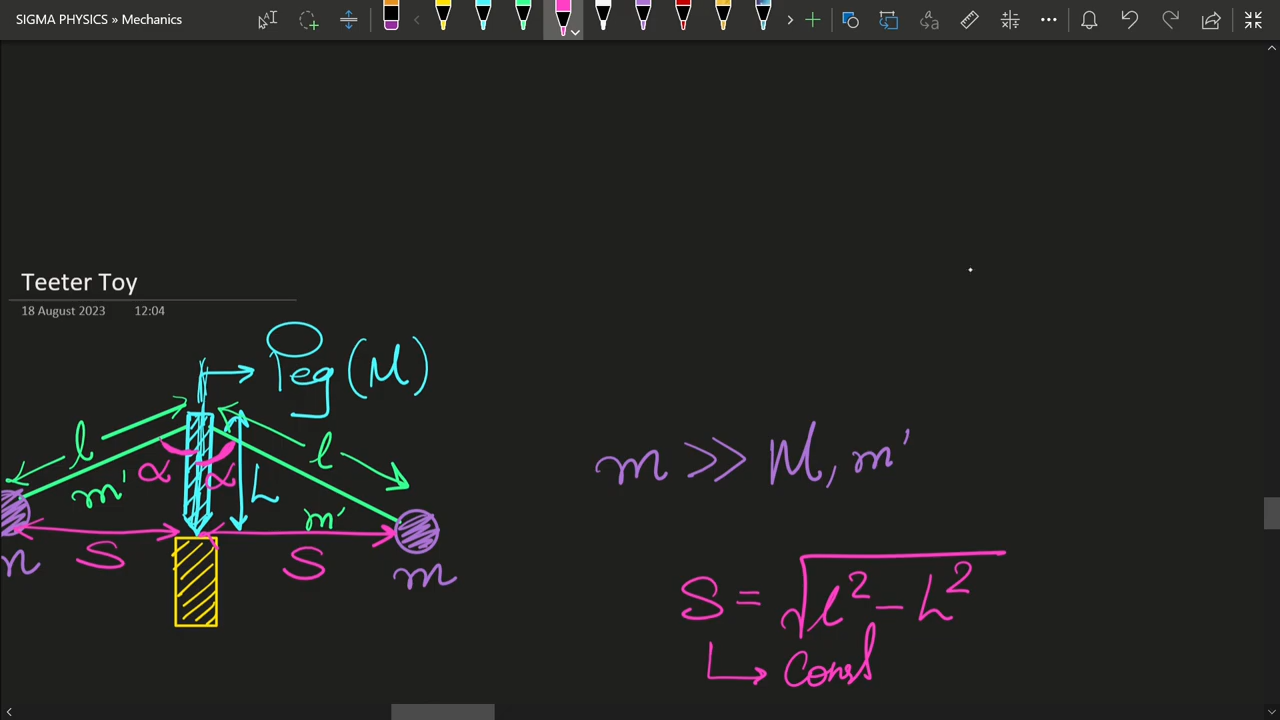 SIGMA PHYSICS » Mechanics
Teeter Toy
18 August 2023 12:04
Peg (M)
l l
m' α α L
m'
S S
m
m >> M, m'
S = √l² - L²
↳ Const